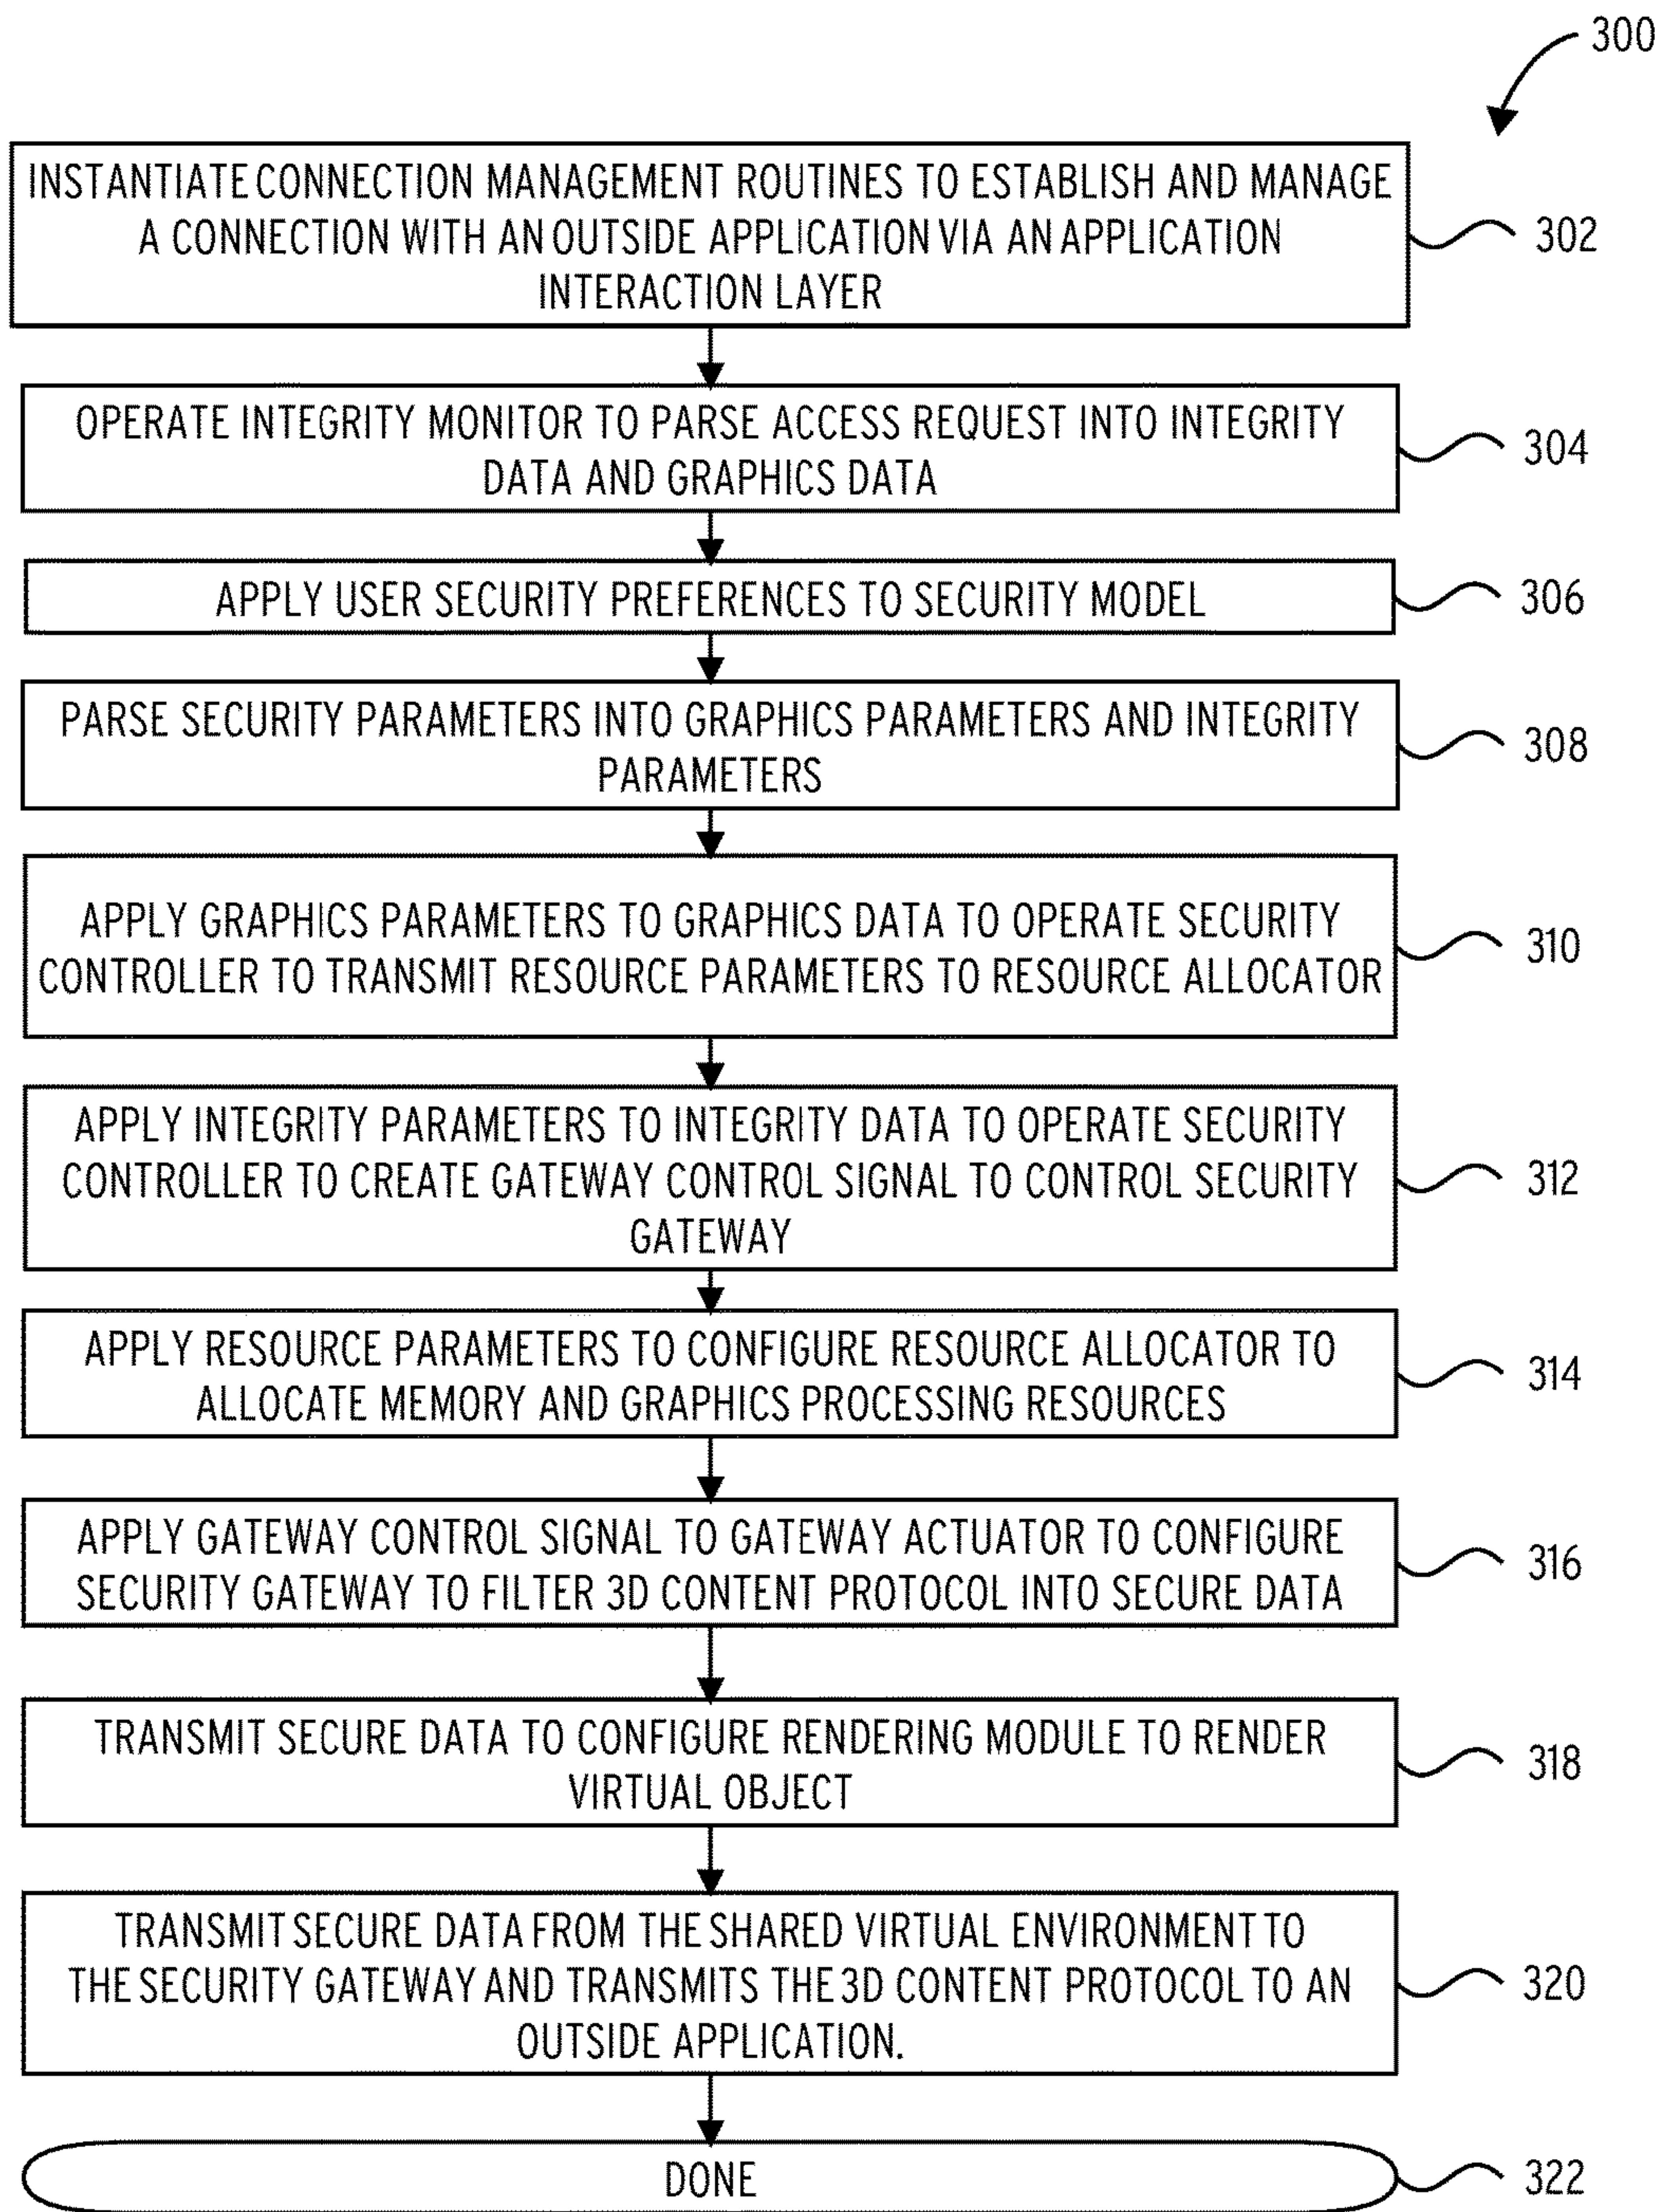 300
INSTANTIATE CONNECTION MANAGEMENT ROUTINES TO ESTABLISH AND MANAGE
A CONNECTION WITH AN OUTSIDE APPLICATION VIA AN APPLICATION
INTERACTION LAYER
302
OPERATE INTEGRITY MONITOR TO PARSE ACCESS REQUEST INTO INTEGRITY
DATA AND GRAPHICS DATA
304
APPLY USER SECURITY PREFERENCES TO SECURITY MODEL
306
PARSE SECURITY PARAMETERS INTO GRAPHICS PARAMETERS AND INTEGRITY
PARAMETERS
308
APPLY GRAPHICS PARAMETERS TO GRAPHICS DATA TO OPERATE SECURITY
CONTROLLER TO TRANSMIT RESOURCE PARAMETERS TO RESOURCE ALLOCATOR
310
APPLY INTEGRITY PARAMETERS TO INTEGRITY DATA TO OPERATE SECURITY
CONTROLLER TO CREATE GATEWAY CONTROL SIGNAL TO CONTROL SECURITY
GATEWAY
312
APPLY RESOURCE PARAMETERS TO CONFIGURE RESOURCE ALLOCATOR TO
ALLOCATE MEMORY AND GRAPHICS PROCESSING RESOURCES
314
APPLY GATEWAY CONTROL SIGNAL TO GATEWAY ACTUATOR TO CONFIGURE
SECURITY GATEWAY TO FILTER 3D CONTENT PROTOCOL INTO SECURE DATA
316
TRANSMIT SECURE DATA TO CONFIGURE RENDERING MODULE TO RENDER
VIRTUAL OBJECT
318
TRANSMIT SECURE DATA FROM THE SHARED VIRTUAL ENVIRONMENT TO
THE SECURITY GATEWAY AND TRANSMITS THE 3D CONTENT PROTOCOL TO AN
OUTSIDE APPLICATION.
320
DONE
322